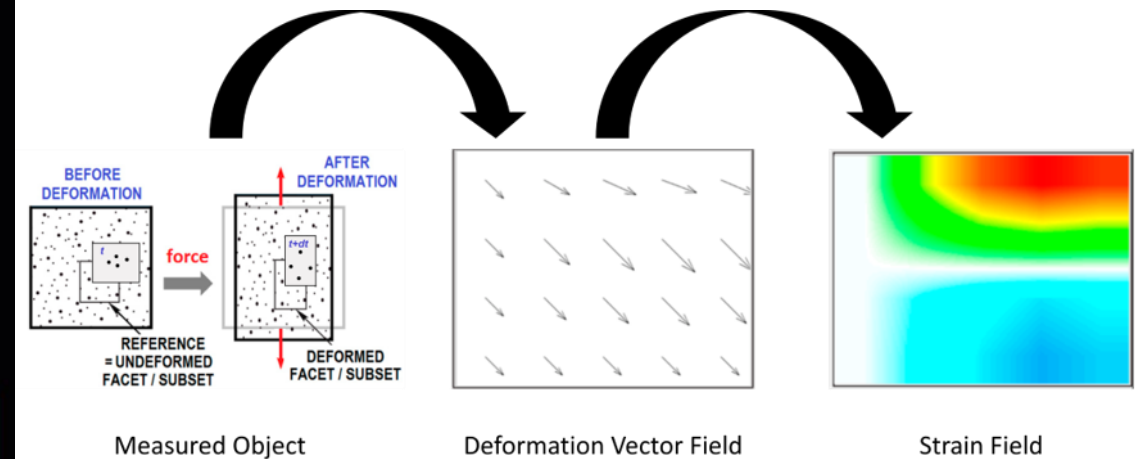 BEFORE
DEFORMATION
t
REFERENCE
= UNDEFORMED
FACET / SUBSET
force
AFTER
DEFORMATION
t+dt
DEFORMED
FACET / SUBSET
Measured Object
Deformation Vector Field
Strain Field